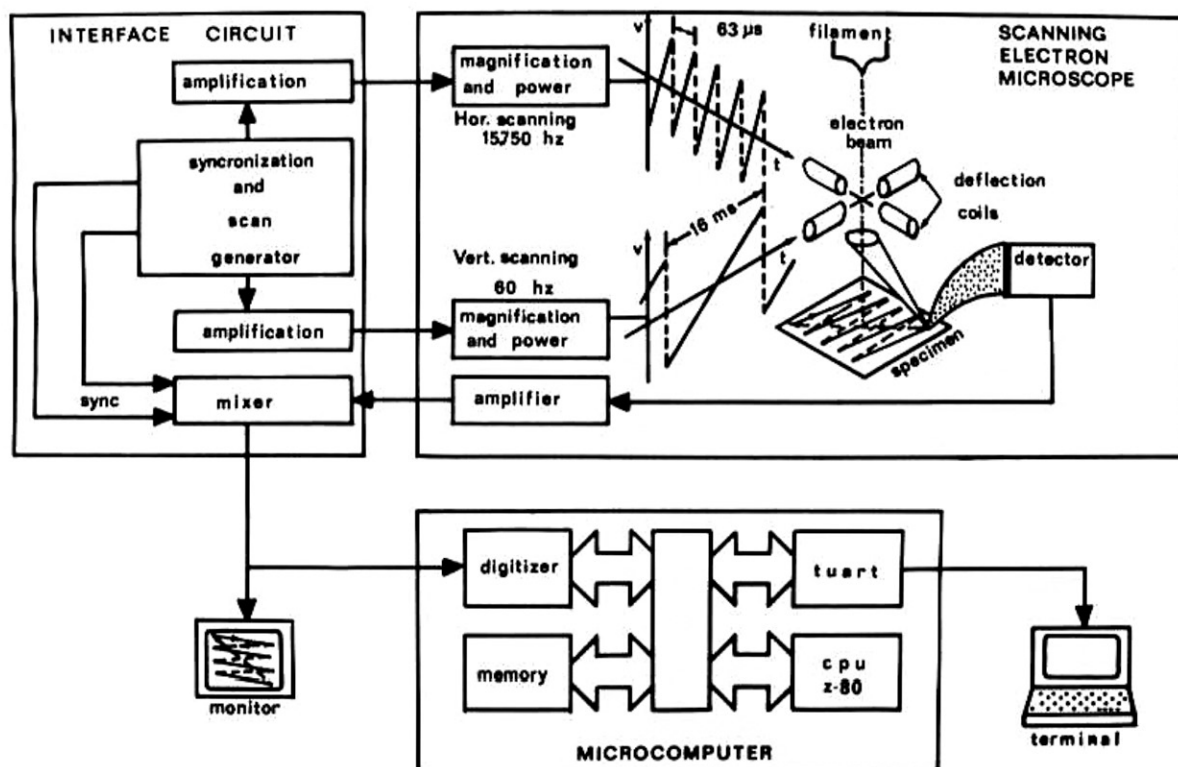 INTERFACE CIRCUIT
amplification
syncronization
and
scan
generator
amplification
sync
mixer
magnification
and power
Hor. scanning
15.750 hz
v
63 µs
t
filament
SCANNING
ELECTRON
MICROSCOPE
electron
beam
deflection
coils
16 ms
Vert. scanning
60 hz
v
t
magnification
and power
detector
specimen
amplifier
digitizer
tuart
memory
cpu
z-80
MICROCOMPUTER
monitor
terminal